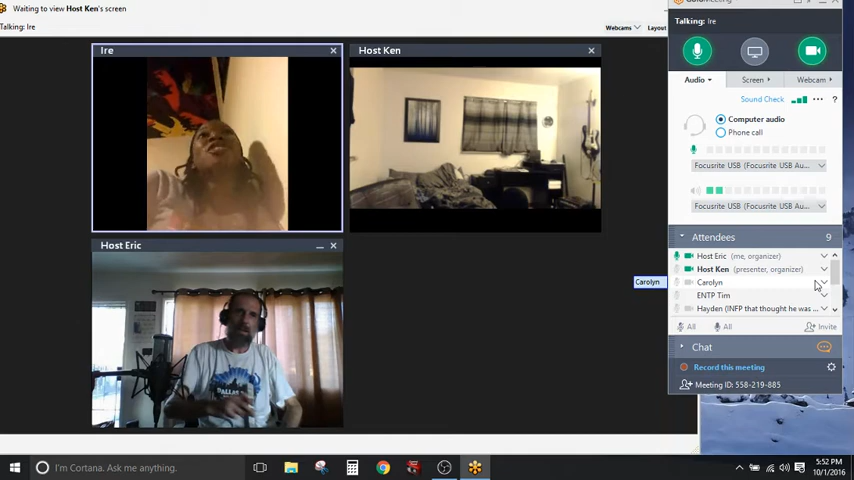 Waiting to view Host Ken's screen
Talking: Ire
Webcams
Layout
Ire
Host Ken
Host Eric
DALLAS
Talking: Ire
Audio
Screen
Webcam
Sound Check
?
Computer audio
Phone call
Focusrite USB (Focusrite USB Au...
Focusrite USB (Focusrite USB Au...
Attendees 9
Host Eric (me, organizer)
Host Ken (presenter, organizer)
Carolyn
Carolyn
ENTP Tim
Hayden (INFP that thought he was ...
All
All
Invite
Chat
Record this meeting
Meeting ID: 558-219-885
I'm Cortana. Ask me anything.
5:52 PM
10/1/2016